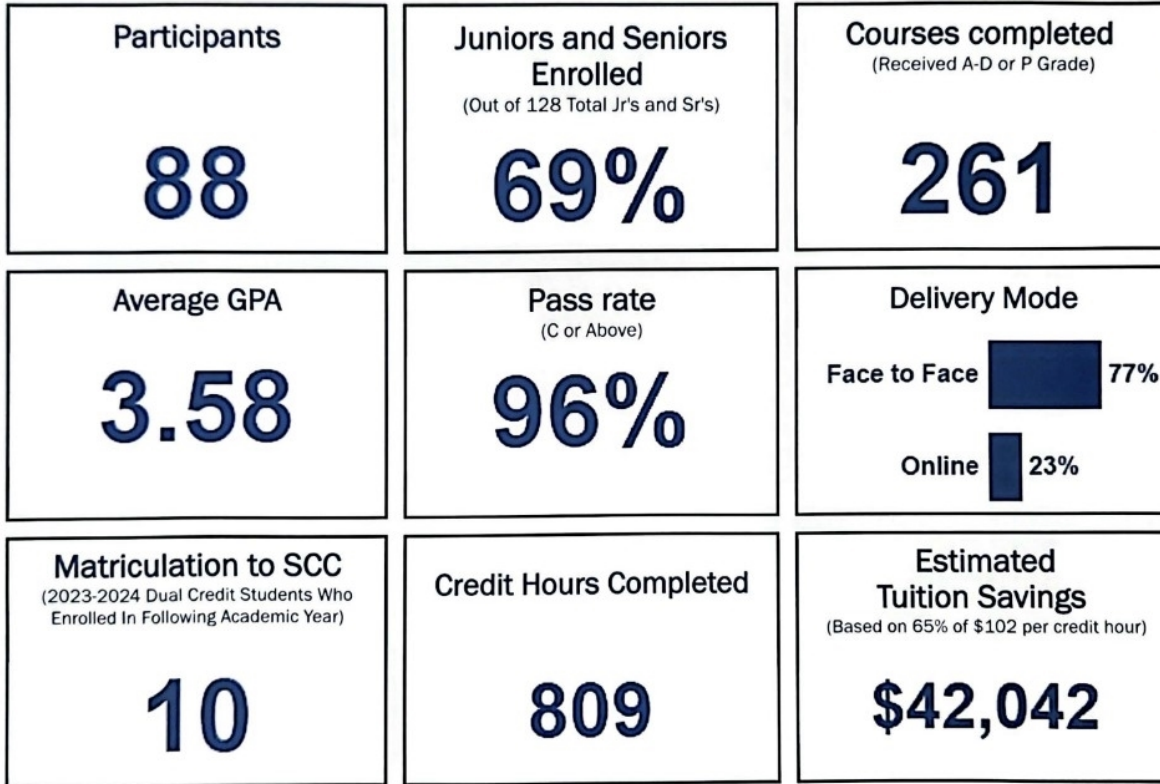 Participants
88
Juniors and Seniors
Enrolled
(Out of 128 Total Jr's and Sr's)
69%
Courses completed
(Received A-D or P Grade)
261
Average GPA
3.58
Pass rate
(C or Above)
96%
Delivery Mode
Face to Face 77%
Online 23%
Matriculation to SCC
(2023-2024 Dual Credit Students Who
Enrolled In Following Academic Year)
10
Credit Hours Completed
809
Estimated
Tuition Savings
(Based on 65% of $102 per credit hour)
$42,042